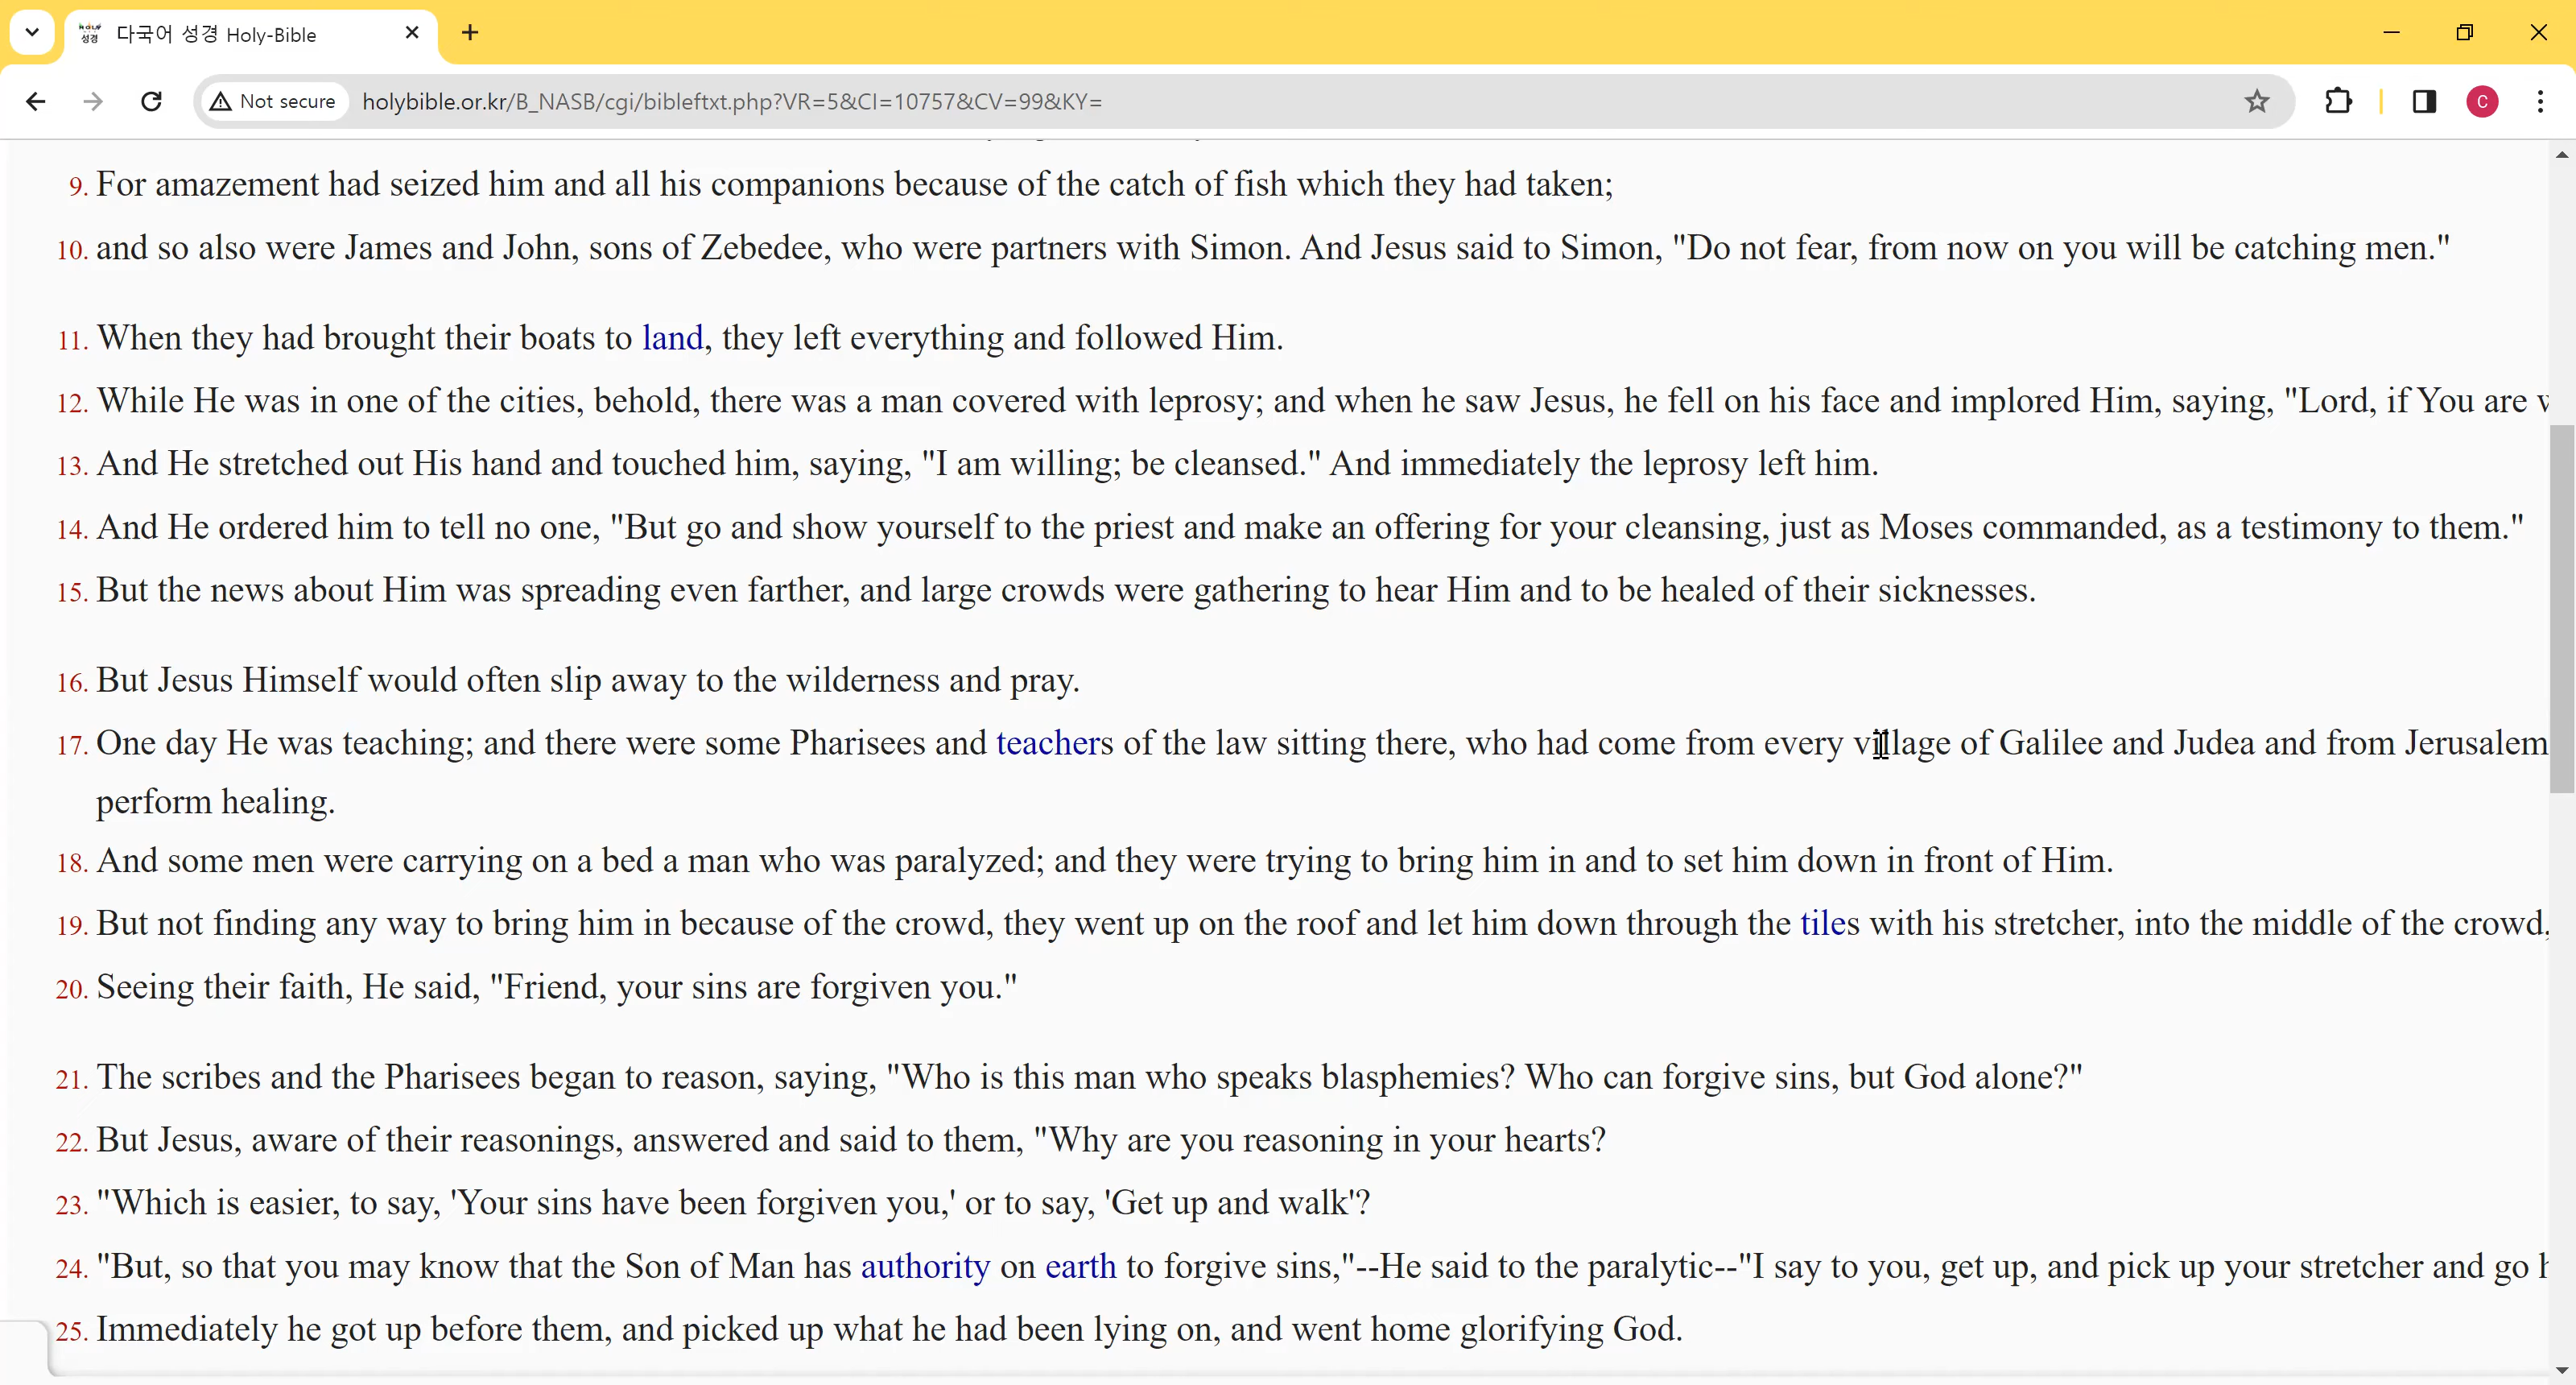 다국어 성경 Holy-Bible
Not secure
holybible.or.kr/B_NASB/cgi/bibleftxt.php?VR=5&CI=10757&CV=99&KY=
C
9. For amazement had seized him and all his companions because of the catch of fish which they had taken;
10. and so also were James and John, sons of Zebedee, who were partners with Simon. And Jesus said to Simon, "Do not fear, from now on you will be catching men."
11. When they had brought their boats to land, they left everything and followed Him.
12. While He was in one of the cities, behold, there was a man covered with leprosy; and when he saw Jesus, he fell on his face and implored Him, saying, "Lord, if You are
13. And He stretched out His hand and touched him, saying, "I am willing; be cleansed." And immediately the leprosy left him.
14. And He ordered him to tell no one, "But go and show yourself to the priest and make an offering for your cleansing, just as Moses commanded, as a testimony to them."
15. But the news about Him was spreading even farther, and large crowds were gathering to hear Him and to be healed of their sicknesses.
16. But Jesus Himself would often slip away to the wilderness and pray.
17. One day He was teaching; and there were some Pharisees and teachers of the law sitting there, who had come from every village of Galilee and Judea and from Jerusalem
perform healing.
18. And some men were carrying on a bed a man who was paralyzed; and they were trying to bring him in and to set him down in front of Him.
19. But not finding any way to bring him in because of the crowd, they went up on the roof and let him down through the tiles with his stretcher, into the middle of the crowd,
20. Seeing their faith, He said, "Friend, your sins are forgiven you."
21. The scribes and the Pharisees began to reason, saying, "Who is this man who speaks blasphemies? Who can forgive sins, but God alone?"
22. But Jesus, aware of their reasonings, answered and said to them, "Why are you reasoning in your hearts?
23. "Which is easier, to say, 'Your sins have been forgiven you,' or to say, 'Get up and walk'?
24. "But, so that you may know that the Son of Man has authority on earth to forgive sins,"--He said to the paralytic--"I say to you, get up, and pick up your stretcher and go
25. Immediately he got up before them, and picked up what he had been lying on, and went home glorifying God.